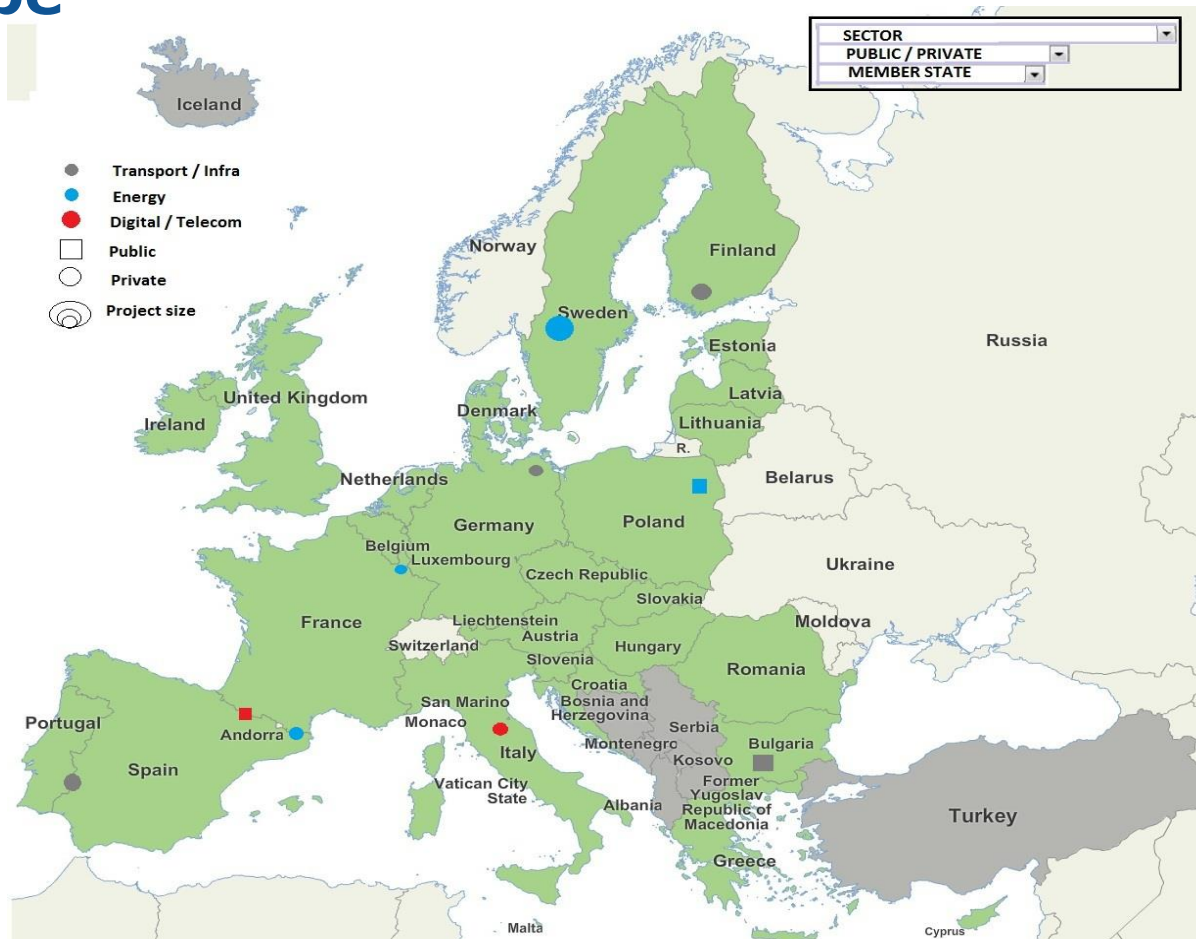 SECTOR
PUBLIC / PRIVATE
MEMBER STATE
Iceland
Transport / Infra
Energy
Digital / Telecom
Public
Private
Project size
Norway
Finland
Sweden
Russia
Estonia
Latvia
Lithuania
R.
United Kingdom
Ireland
Denmark
Netherlands
Belarus
Germany
Poland
Belgium
Luxembourg
Czech Republic
Ukraine
Slovakia
France
Liechtenstein
Austria
Switzerland
Hungary
Moldova
Slovenia
Romania
Croatia
San Marino
Bosnia and
Herzegovina
Monaco
Serbia
Portugal
Andorra
Montenegro
Bulgaria
Italy
Kosovo
Spain
Vatican City
State
Former
Yugoslav
Republic of
Macedonia
Albania
Turkey
Greece
Malta
Cyprus